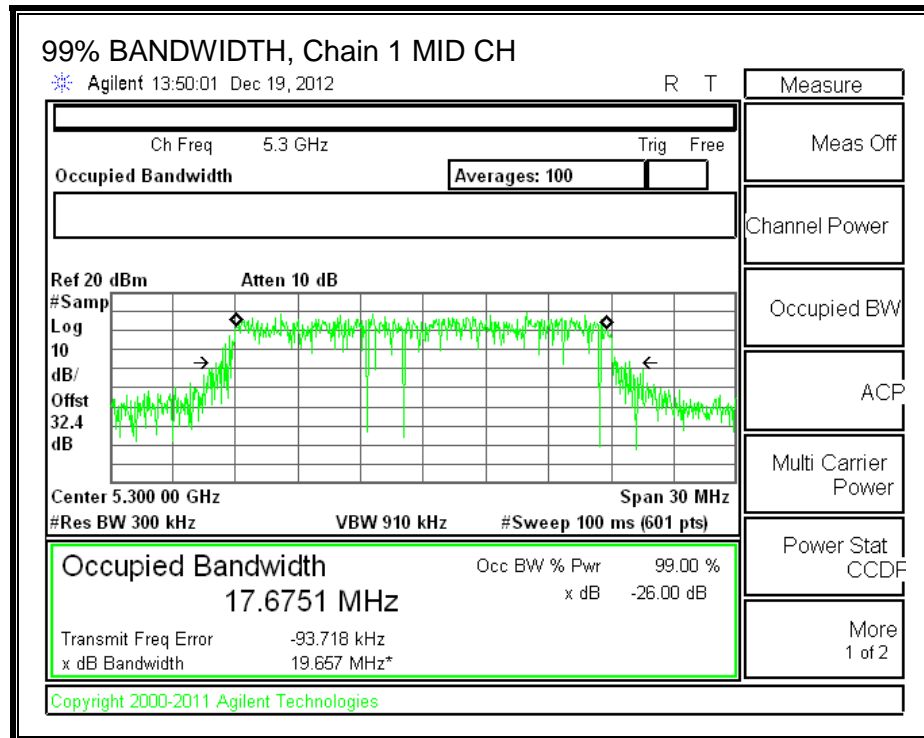 99% BANDWIDTH, Chain 1 MID CH
Agilent 13:50:01 Dec 19, 2012 R T
Measure
Ch Freq 5.3 GHz Trig Free
Occupied Bandwidth Averages: 100
Meas Off
Channel Power
Occupied BW
ACP
Multi Carrier
Power
Power Stat
CCDF
More
1 of 2
Ref 20 dBm Atten 10 dB
#Samp
Log
10
dB/
Offst
32.4
dB
Center 5.300 00 GHz Span 30 MHz
#Res BW 300 kHz VBW 910 kHz #Sweep 100 ms (601 pts)
Occupied Bandwidth Occ BW % Pwr 99.00 %
17.6751 MHz x dB -26.00 dB
Transmit Freq Error -93.718 kHz
x dB Bandwidth 19.657 MHz*
Copyright 2000-2011 Agilent Technologies